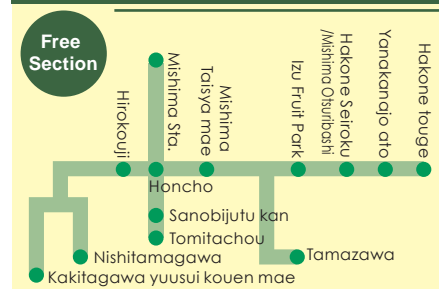 Free
Section
Hirokouji
Mishima Sta.
Mishima
Taisya mae
Izu Fruit Park
Hakone Seiroku
/Mishima Otsuribashi
Yanakanajo ato
Hakone touge
Honcho
Sanobijutu kan
Tomitachou
Nishitamagawa
Tamazawa
Kakitagawa yuusui kouen mae